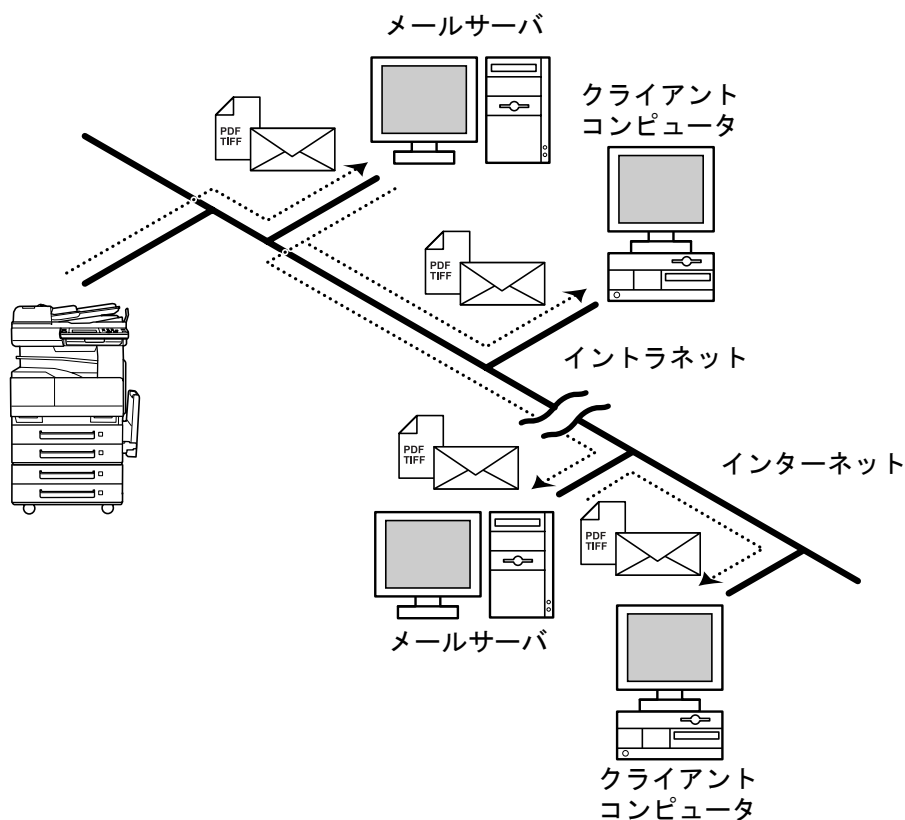 メールサーバ
クライアント
コンピュータ
PDF
TIFF
PDF
TIFF
イントラネット
PDF
TIFF
インターネット
PDF
TIFF
メールサーバ
クライアント
コンピュータ